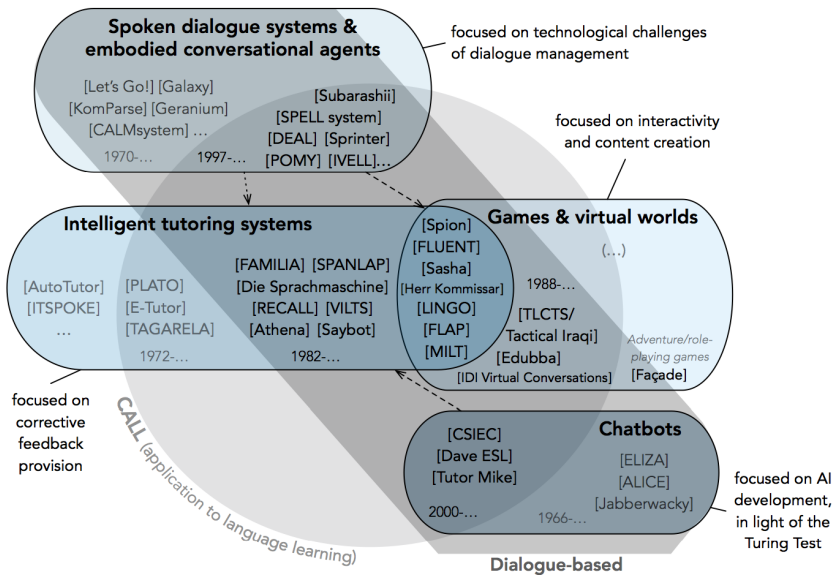 Spoken dialogue systems &
embodied conversational agents
focused on technological challenges
of dialogue management
[Let's Go!] [Galaxy]
[KomParse] [Geranium]
[CALMsystem] ...
1970-...
1997-...
[Subarashii]
[SPELL system]
[DEAL] [Sprinter]
[POMY] [IVELL]...
focused on interactivity
and content creation
Intelligent tutoring systems
[AutoTutor]
[ITSPOKE]
...
[PLATO]
[E-Tutor]
[TAGARELA]
1972-...
[FAMILIA] [SPANLAP]
[Die Sprachmaschine]
[RECALL] [VILTS]
[Athena] [Saybot]
1982-...
[Spion]
[FLUENT]
[Sasha]
[Herr Kommissar]
[LINGO]
[FLAP]
[MILT]
Games & virtual worlds
(...)
1988-...
[TLCTS/
Tactical Iraqi]
[Edubba]
[IDI Virtual Conversations]
Adventure/role-
playing games
[Façade]
focused on
corrective
feedback
provision
CALL (application to language learning)
Chatbots
[CSIEC]
[Dave ESL]
[Tutor Mike]
2000-...
[ELIZA]
[ALICE]
[Jabberwacky]
1966-...
focused on AI
development,
in light of the
Turing Test
Dialogue-based